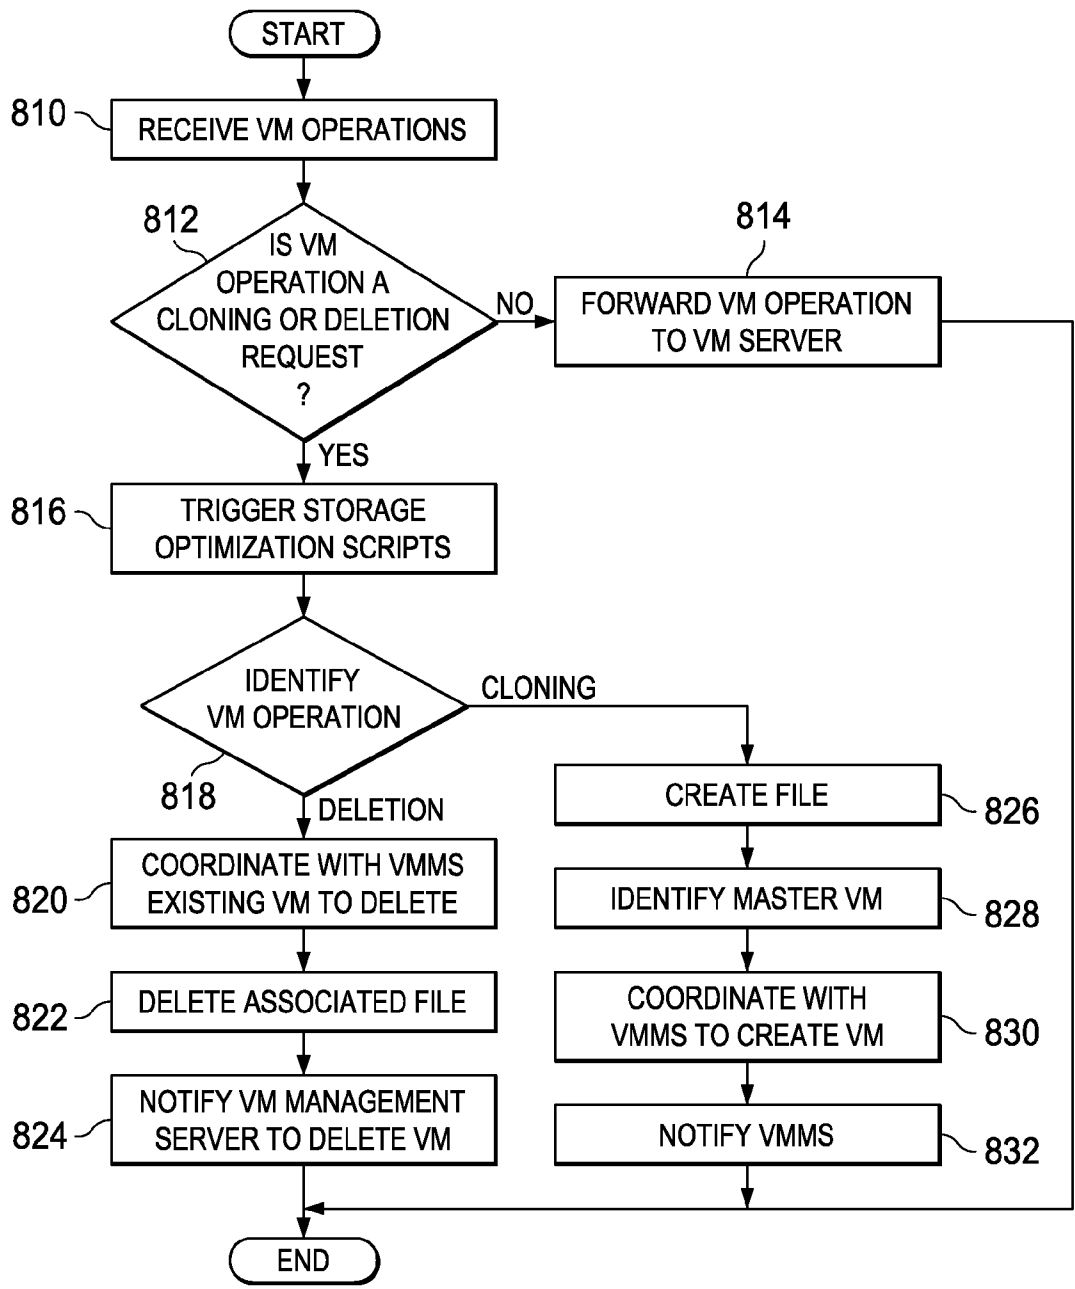 START
810
RECEIVE VM OPERATIONS
812
IS VM
OPERATION A
CLONING OR DELETION
REQUEST
?
NO
814
FORWARD VM OPERATION
TO VM SERVER
YES
816
TRIGGER STORAGE
OPTIMIZATION SCRIPTS
IDENTIFY
VM OPERATION
818
CLONING
DELETION
820
COORDINATE WITH VMMS
EXISTING VM TO DELETE
822
DELETE ASSOCIATED FILE
824
NOTIFY VM MANAGEMENT
SERVER TO DELETE VM
CREATE FILE
826
IDENTIFY MASTER VM
828
COORDINATE WITH
VMMS TO CREATE VM
830
NOTIFY VMMS
832
END